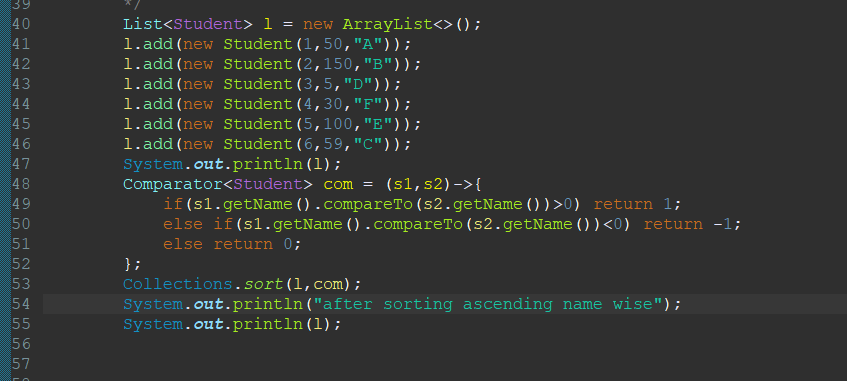 39 */
40 List<Student> l = new ArrayList<>();
41 l.add(new Student(1,50,"A"));
42 l.add(new Student(2,150,"B"));
43 l.add(new Student(3,5,"D"));
44 l.add(new Student(4,30,"F"));
45 l.add(new Student(5,100,"E"));
46 l.add(new Student(6,59,"C"));
47 System.out.println(l);
48 Comparator<Student> com = (s1,s2)->{
49 if(s1.getName().compareTo(s2.getName())>0) return 1;
50 else if(s1.getName().compareTo(s2.getName())<0) return -1;
51 else return 0;
52 };
53 Collections.sort(l,com);
54 System.out.println("after sorting ascending name wise");
55 System.out.println(l);
56
57